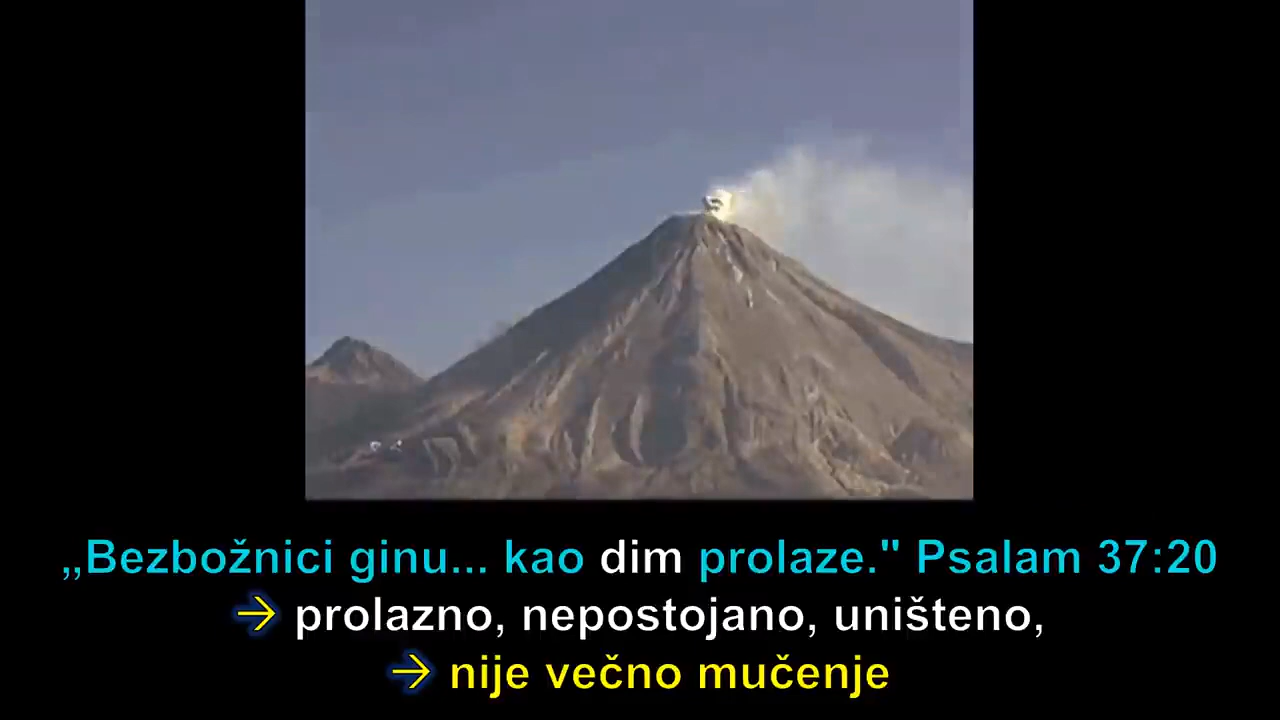 „Bezbožnici ginu... kao dim prolaze." Psalam 37:20
→ prolazno, nepostojano, uništeno,
→ nije večno mučenje